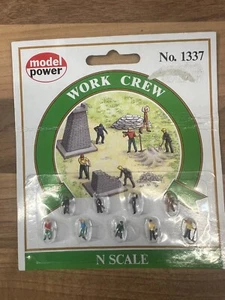 model
power
No. 1337
WORK CREW
N SCALE